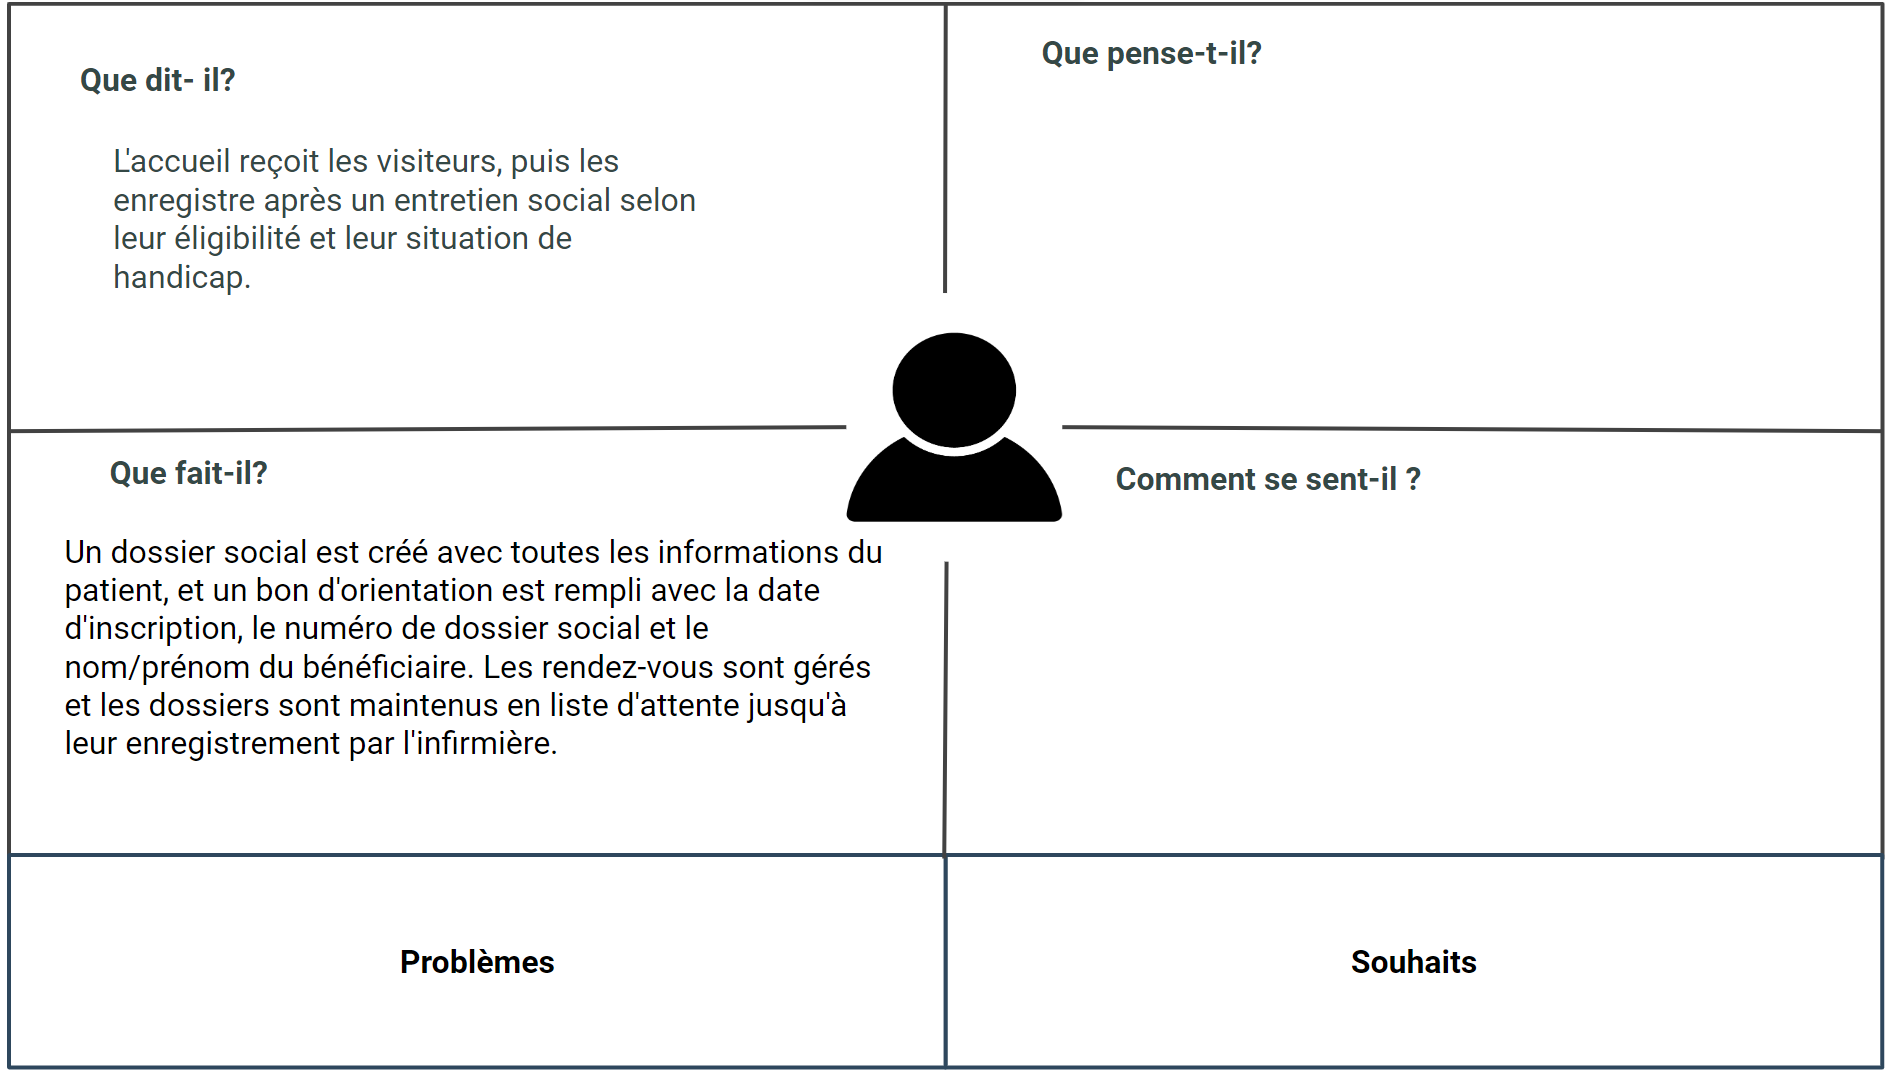 Que dit- il?
L'accueil reçoit les visiteurs, puis les
enregistre après un entretien social selon
leur éligibilité et leur situation de
handicap.
Que pense-t-il?
Que fait-il?
Un dossier social est créé avec toutes les informations du
patient, et un bon d'orientation est rempli avec la date
d'inscription, le numéro de dossier social et le
nom/prénom du bénéficiaire. Les rendez-vous sont gérés
et les dossiers sont maintenus en liste d'attente jusqu'à
leur enregistrement par l'infirmière.
Comment se sent-il ?
Problèmes
Souhaits